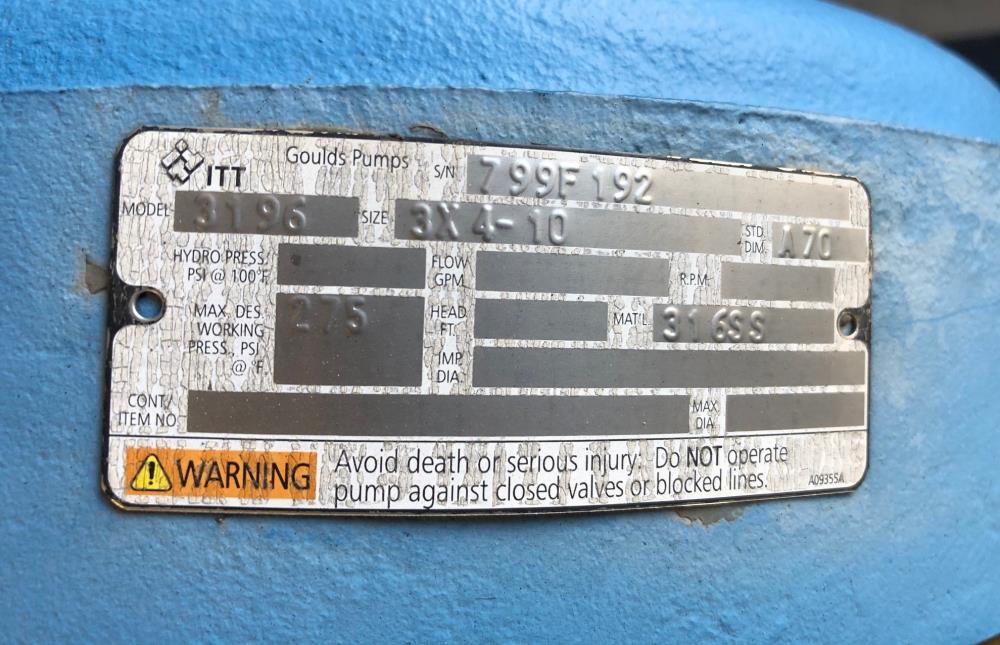 ITT Goulds Pumps S/N 799F192
MODEL 3196 SIZE 3X4-10 STD. DIM. A70
HYDRO PRESS. PSI @ 100°F FLOW GPM R.P.M.
MAX. DES. WORKING PRESS., PSI @ °F 275 HEAD FT. MAT'L 316SS
IMP. DIA.
CONT./ ITEM NO. MAX. DIA.
WARNING Avoid death or serious injury. Do NOT operate
pump against closed valves or blocked lines. A09355A